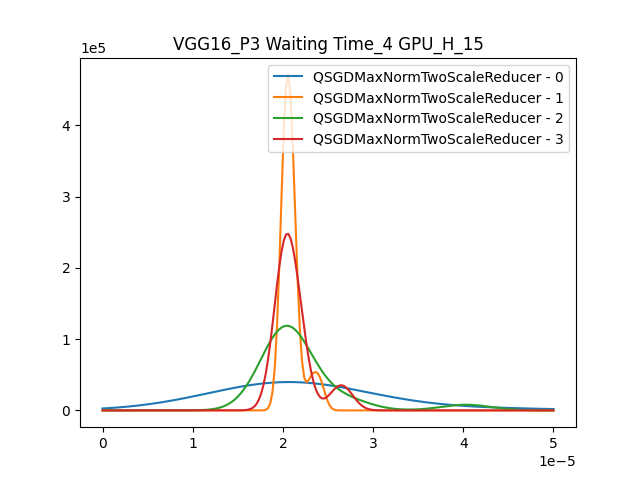 VGG16_P3 Waiting Time_4 GPU_H_15
1e5
QSGDMaxNormTwoScaleReducer - 0
QSGDMaxNormTwoScaleReducer - 1
QSGDMaxNormTwoScaleReducer - 2
QSGDMaxNormTwoScaleReducer - 3
4
3
2
1
0
0 1 2 3 4 5
1e−5